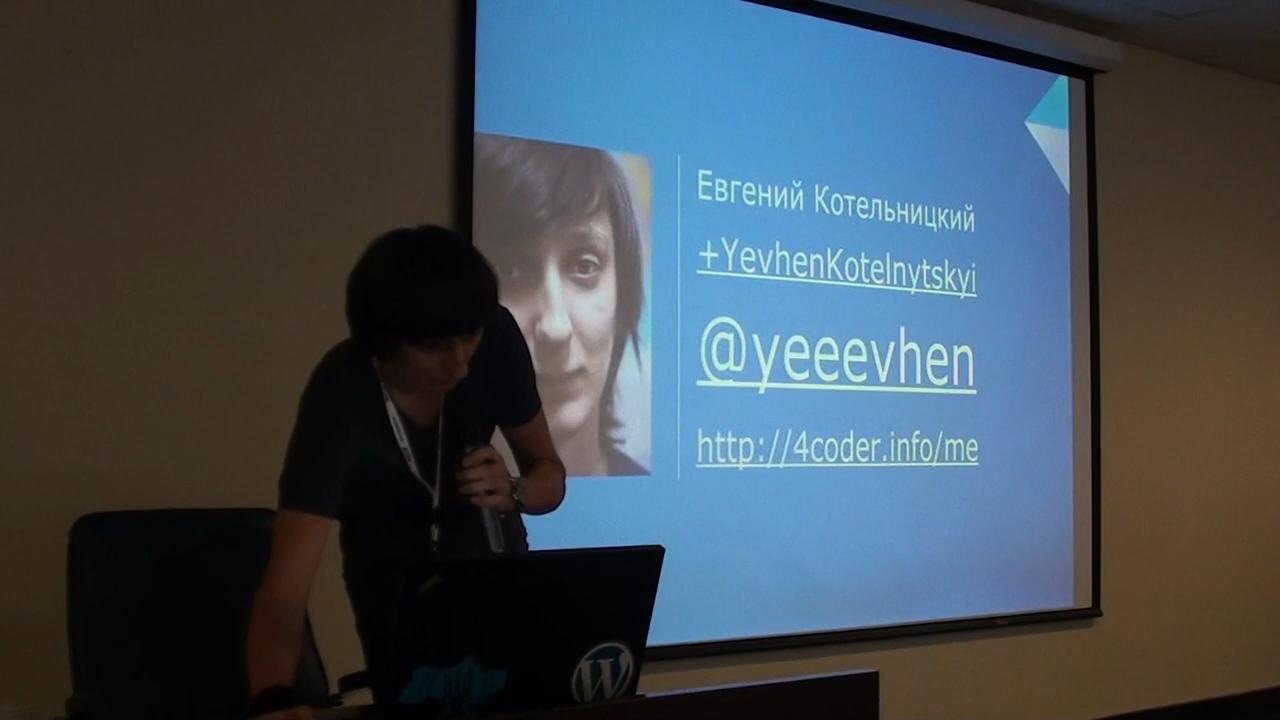 Евгений Котельницкий
+YevhenKotelnytskyi
@yeeevhen
http://4coder.info/me
W